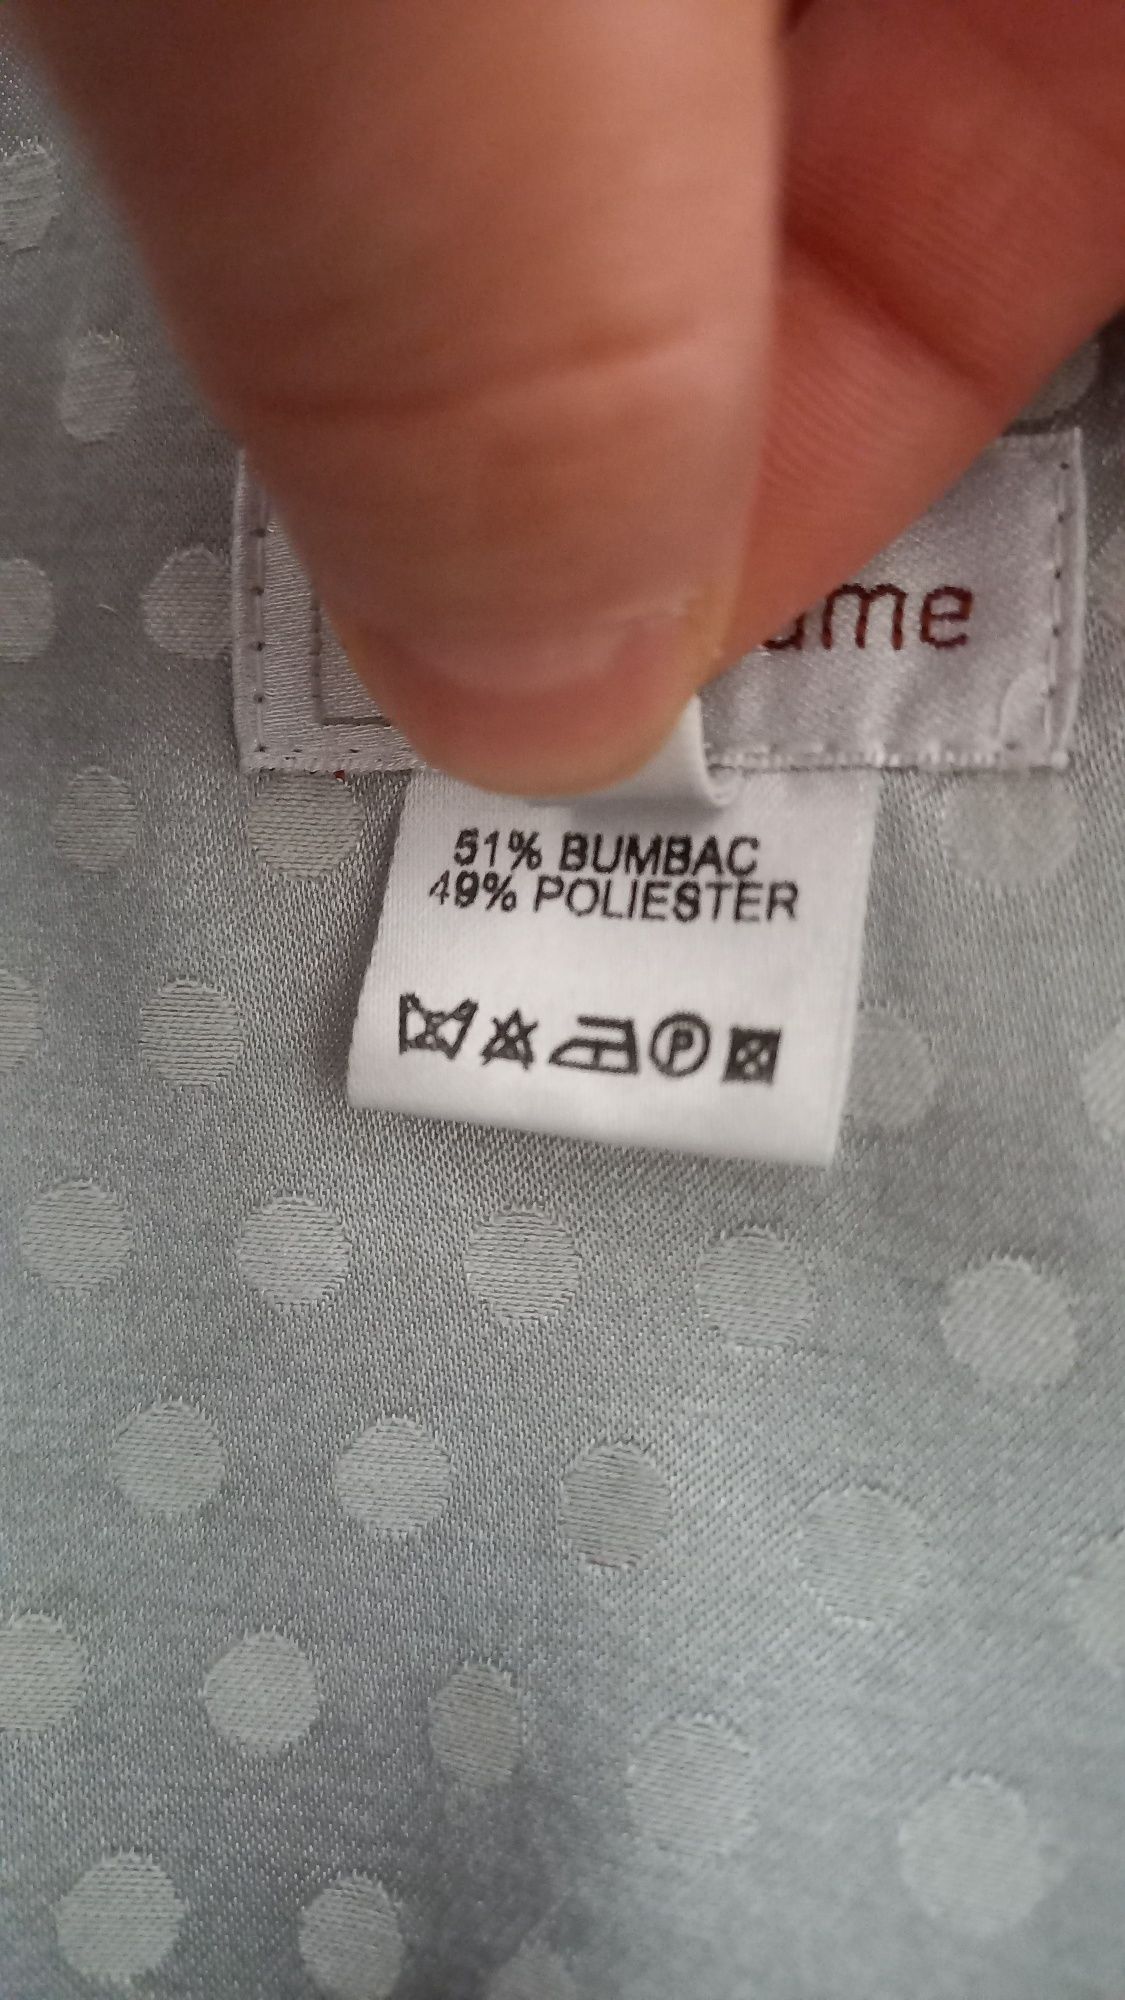 51% BUMBAC
49% POLIESTER
P